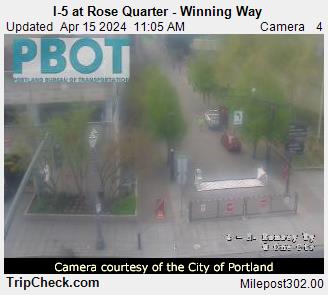 I-5 at Rose Quarter - Winning Way
Updated Apr 15 2024 11:05 AM Camera 4
PBOT
PORTLAND BUREAU OF TRANSPORTATION
Camera courtesy of the City of Portland
TripCheck.com Milepost302.00